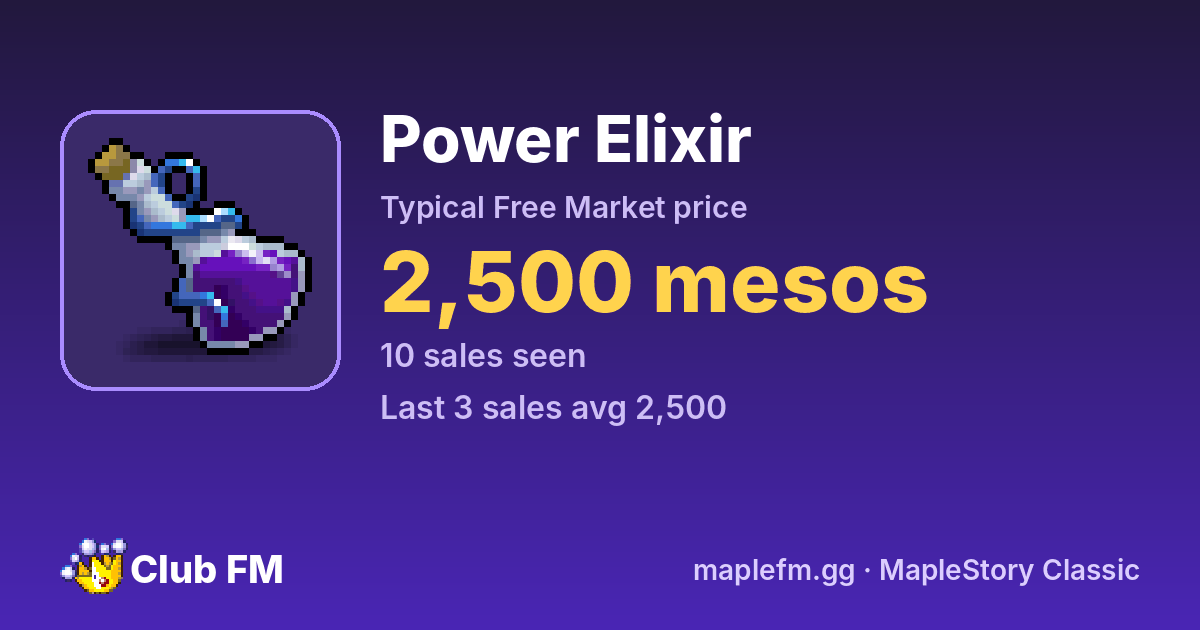 Power Elixir
Typical Free Market price
2,500 mesos
10 sales seen
Last 3 sales avg 2,500
Club FM
maplefm.gg · MapleStory Classic